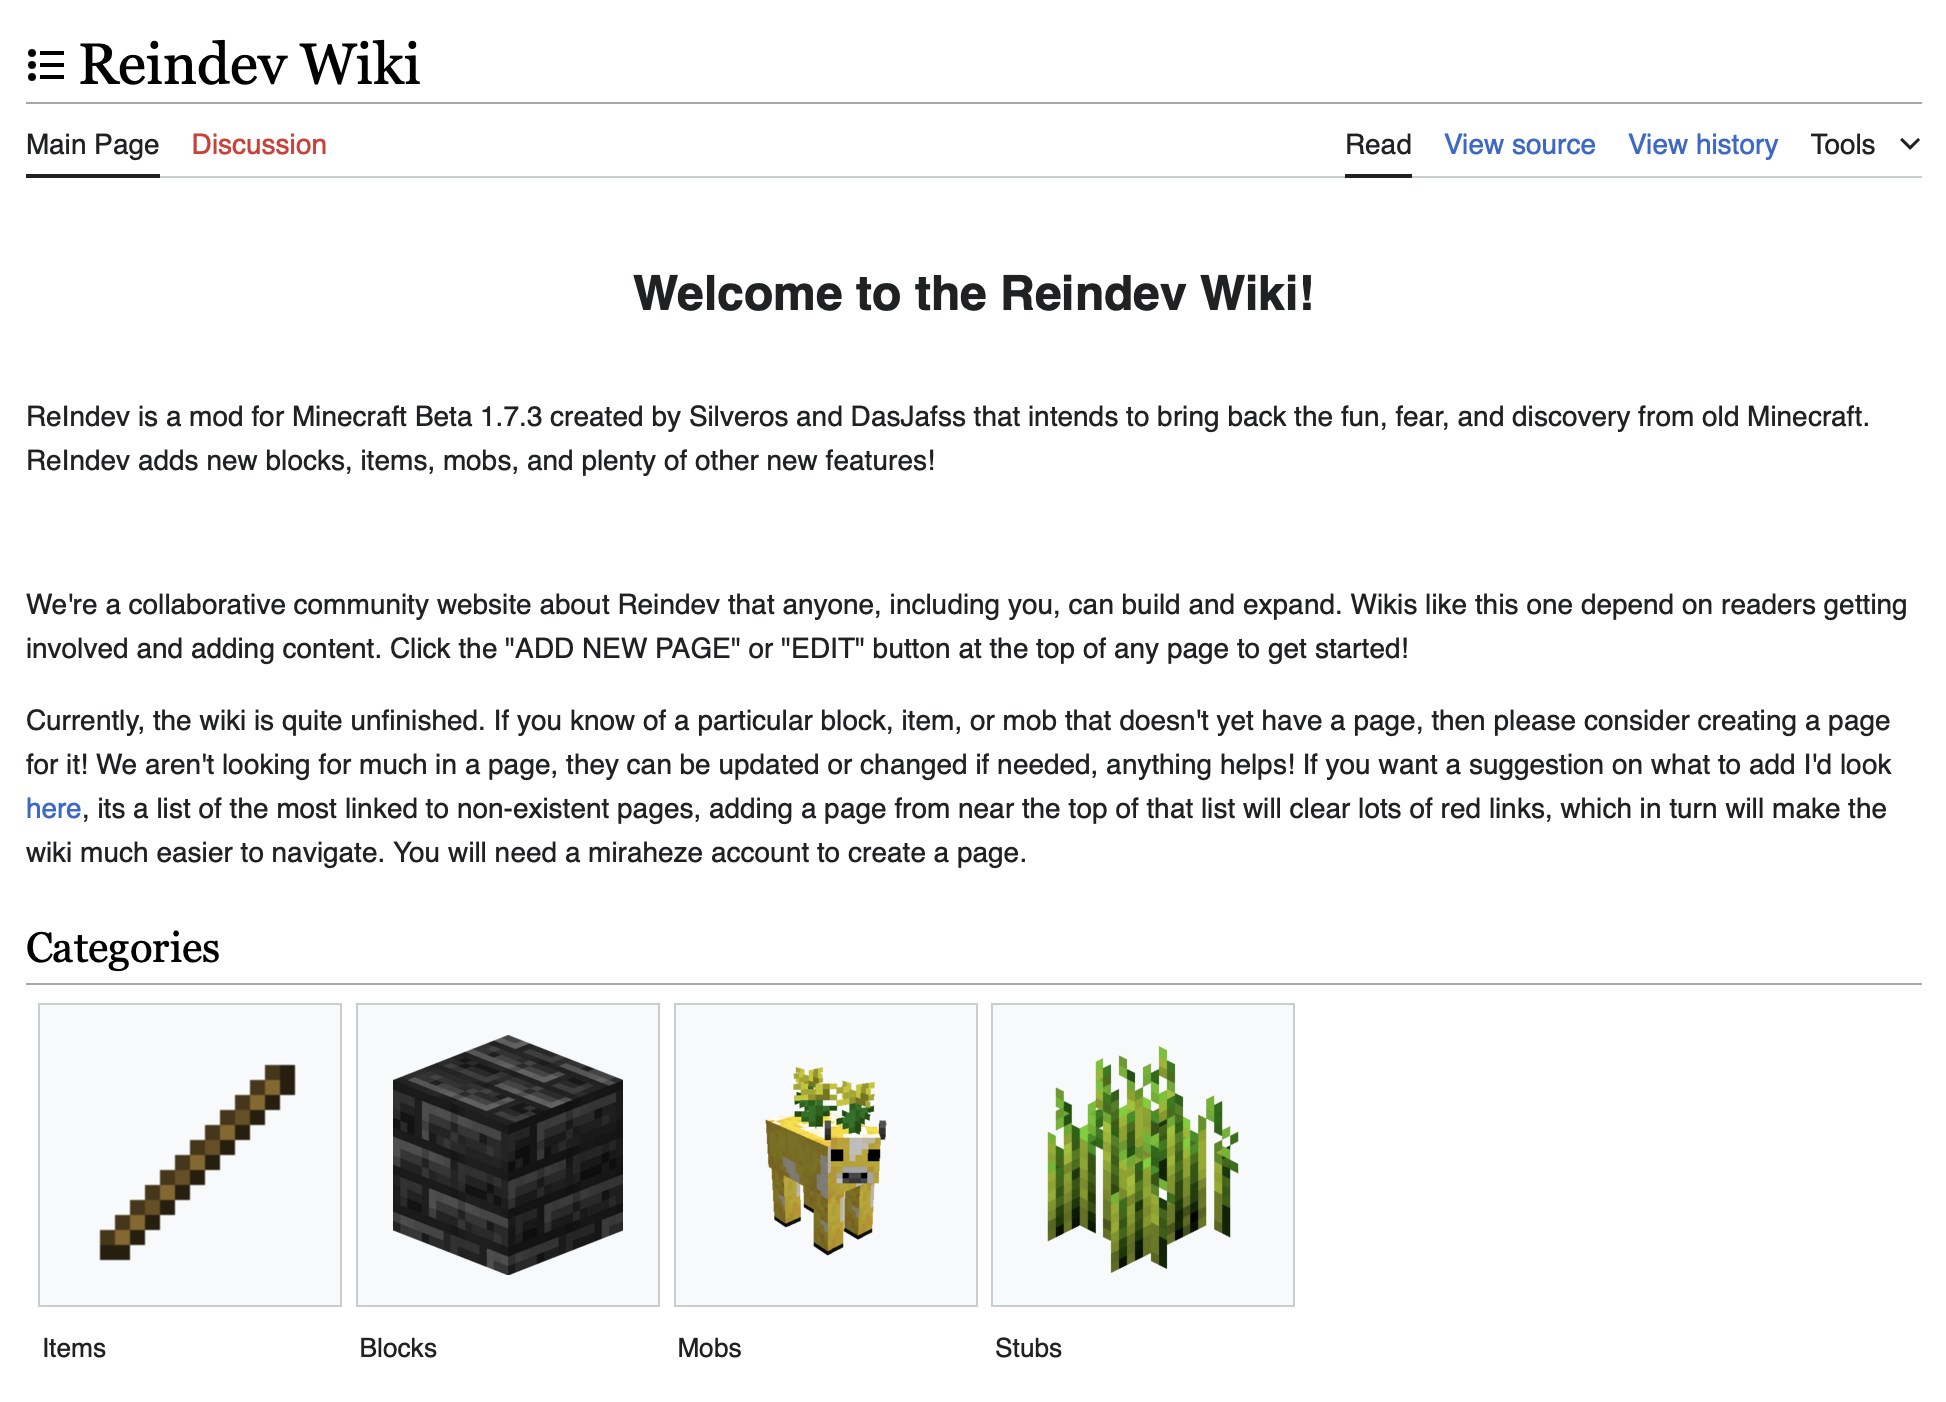 Reindev Wiki
Main Page Discussion Read View source View history Tools
Welcome to the Reindev Wiki!
ReIndev is a mod for Minecraft Beta 1.7.3 created by Silveros and DasJafss that intends to bring back the fun, fear, and discovery from old Minecraft.
ReIndev adds new blocks, items, mobs, and plenty of other new features!
We're a collaborative community website about Reindev that anyone, including you, can build and expand. Wikis like this one depend on readers getting
involved and adding content. Click the "ADD NEW PAGE" or "EDIT" button at the top of any page to get started!
Currently, the wiki is quite unfinished. If you know of a particular block, item, or mob that doesn't yet have a page, then please consider creating a page
for it! We aren't looking for much in a page, they can be updated or changed if needed, anything helps! If you want a suggestion on what to add I'd look
here, its a list of the most linked to non-existent pages, adding a page from near the top of that list will clear lots of red links, which in turn will make the
wiki much easier to navigate. You will need a miraheze account to create a page.
Categories
Items Blocks Mobs Stubs